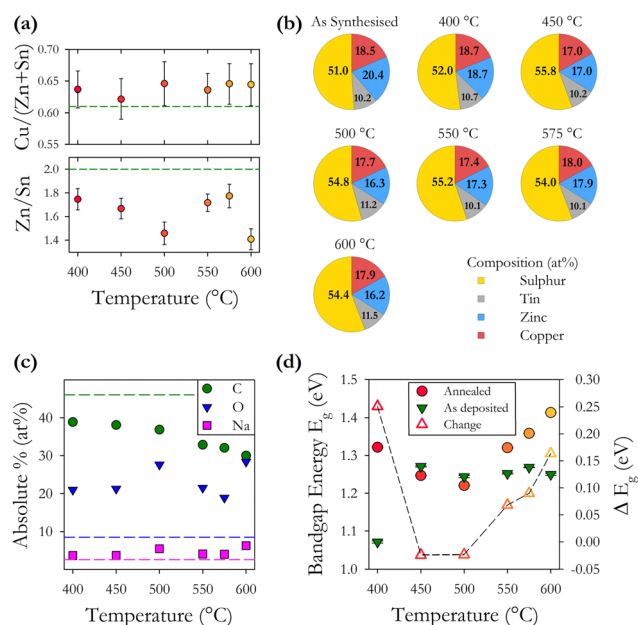 (a)
0.70
0.65
0.60
0.55
Cu/(Zn+Sn)
2.0
1.8
1.6
1.4
Zn/Sn
400 450 500 550 600
Temperature (°C)
(b)
As Synthesised 400 °C 450 °C
18.5 20.4 10.2 51.0
18.7 18.7 10.7 52.0
17.0 17.0 10.2 55.8
500 °C 550 °C 575 °C
17.7 16.3 11.2 54.8
17.4 17.3 10.1 55.2
18.0 17.9 10.1 54.0
600 °C
17.9 16.2 11.5 54.4
Composition (at%)
Sulphur
Tin
Zinc
Copper
(c)
C
O
Na
40
30
20
10
Absolute % (at%)
400 450 500 550 600
Temperature (°C)
(d)
Annealed
As deposited
Change
1.5
1.4
1.3
1.2
1.1
1.0
Bandgap Energy Eg (eV)
0.30
0.25
0.20
0.15
0.10
0.05
0.00
-0.05
Δ Eg (eV)
400 450 500 550 600
Temperature (°C)